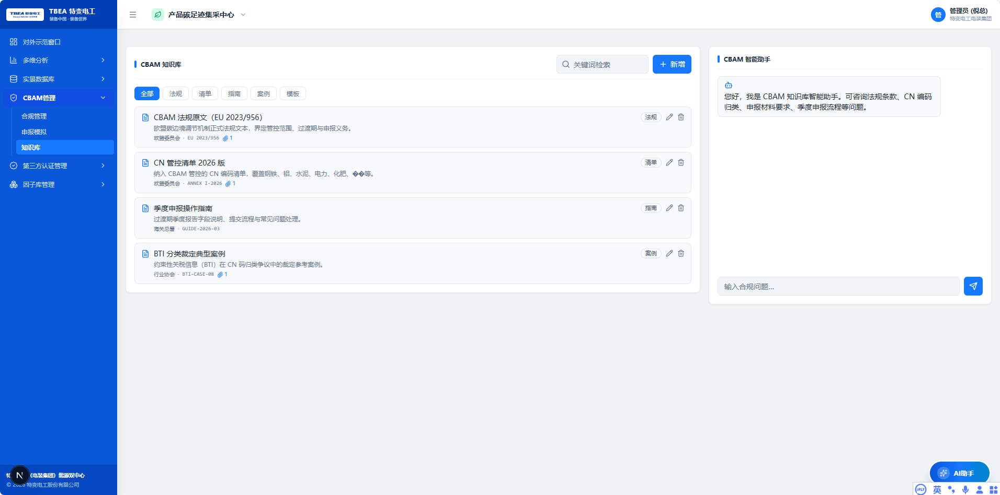 TBEA 特变电工
TBEA 特变电工
装备中国 · 装备世界
对外示范窗口
多维分析
实景数据库
CBAM管理
合规管理
申报模拟
知识库
第三方认证管理
因子库管理
特
N
(电装集团) 能源双中心
© 2026 特变电工股份有限公司
产品碳足迹集采中心
管
管理员 (倪总)
特变电工电装集团
CBAM 知识库
关键词检索
新增
全部
法规
清单
指南
案例
模板
CBAM 法规原文（EU 2023/956）
法规
欧盟碳边境调节机制正式法规文本，界定管控范围、过渡期与申报义务。
欧盟委员会 · EU 2023/956 1
CN 管控清单 2026 版
清单
纳入 CBAM 管控的 CN 编码清单，覆盖钢铁、铝、水泥、电力、化肥、��等。
欧盟委员会 · ANNEX I-2026 1
季度申报操作指南
指南
过渡期季度报告字段说明、提交流程与常见问题处理。
海关总署 · GUIDE-2026-03
BTI 分类裁定典型案例
案例
约束性关税信息（BTI）在 CN 码归类争议中的裁定参考案例。
行业协会 · BTI-CASE-08 1
CBAM 智能助手
您好，我是 CBAM 知识库智能助手。可咨询法规条款、CN 编码
归类、申报材料要求、季度申报流程等问题。
输入合规问题...
AI助手
iFLY
英